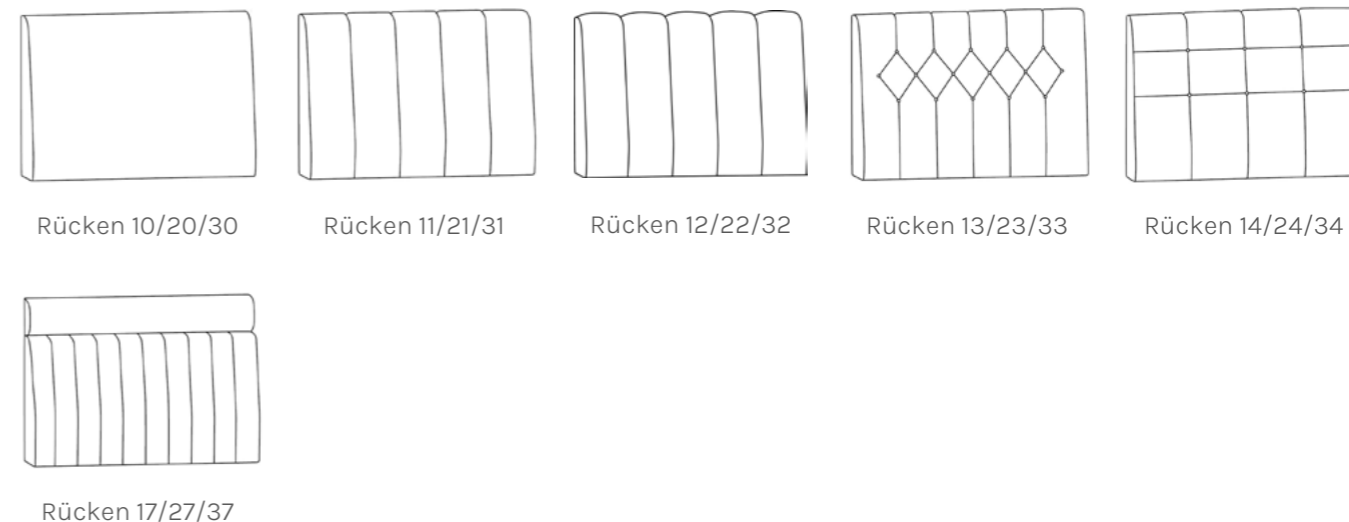 Rücken 10/20/30
Rücken 11/21/31
Rücken 12/22/32
Rücken 13/23/33
Rücken 14/24/34
Rücken 17/27/37